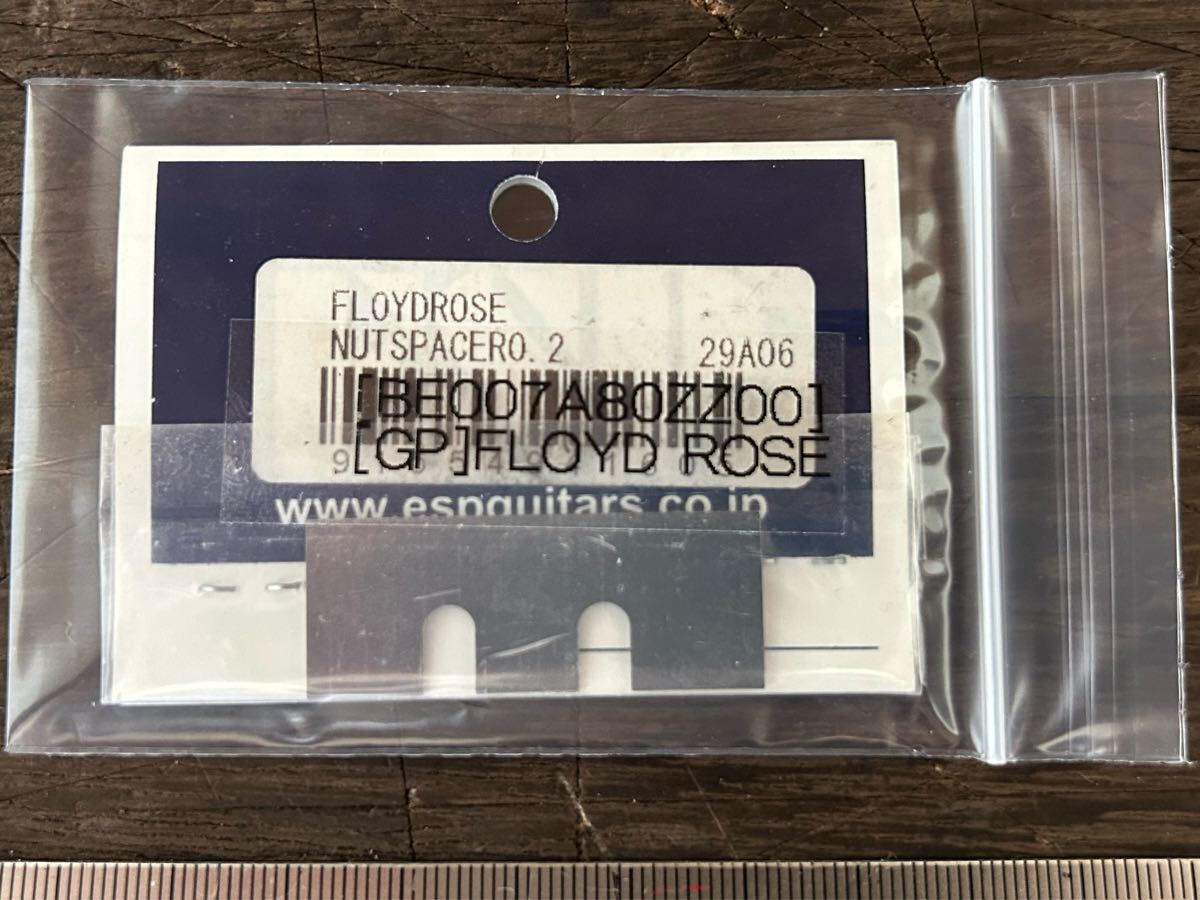 FLOYDROSE
NUTSPACER0.2 29A06
[BE007A80ZZ00]
[GP]FLOYD ROSE
www.espguitars.co.jp